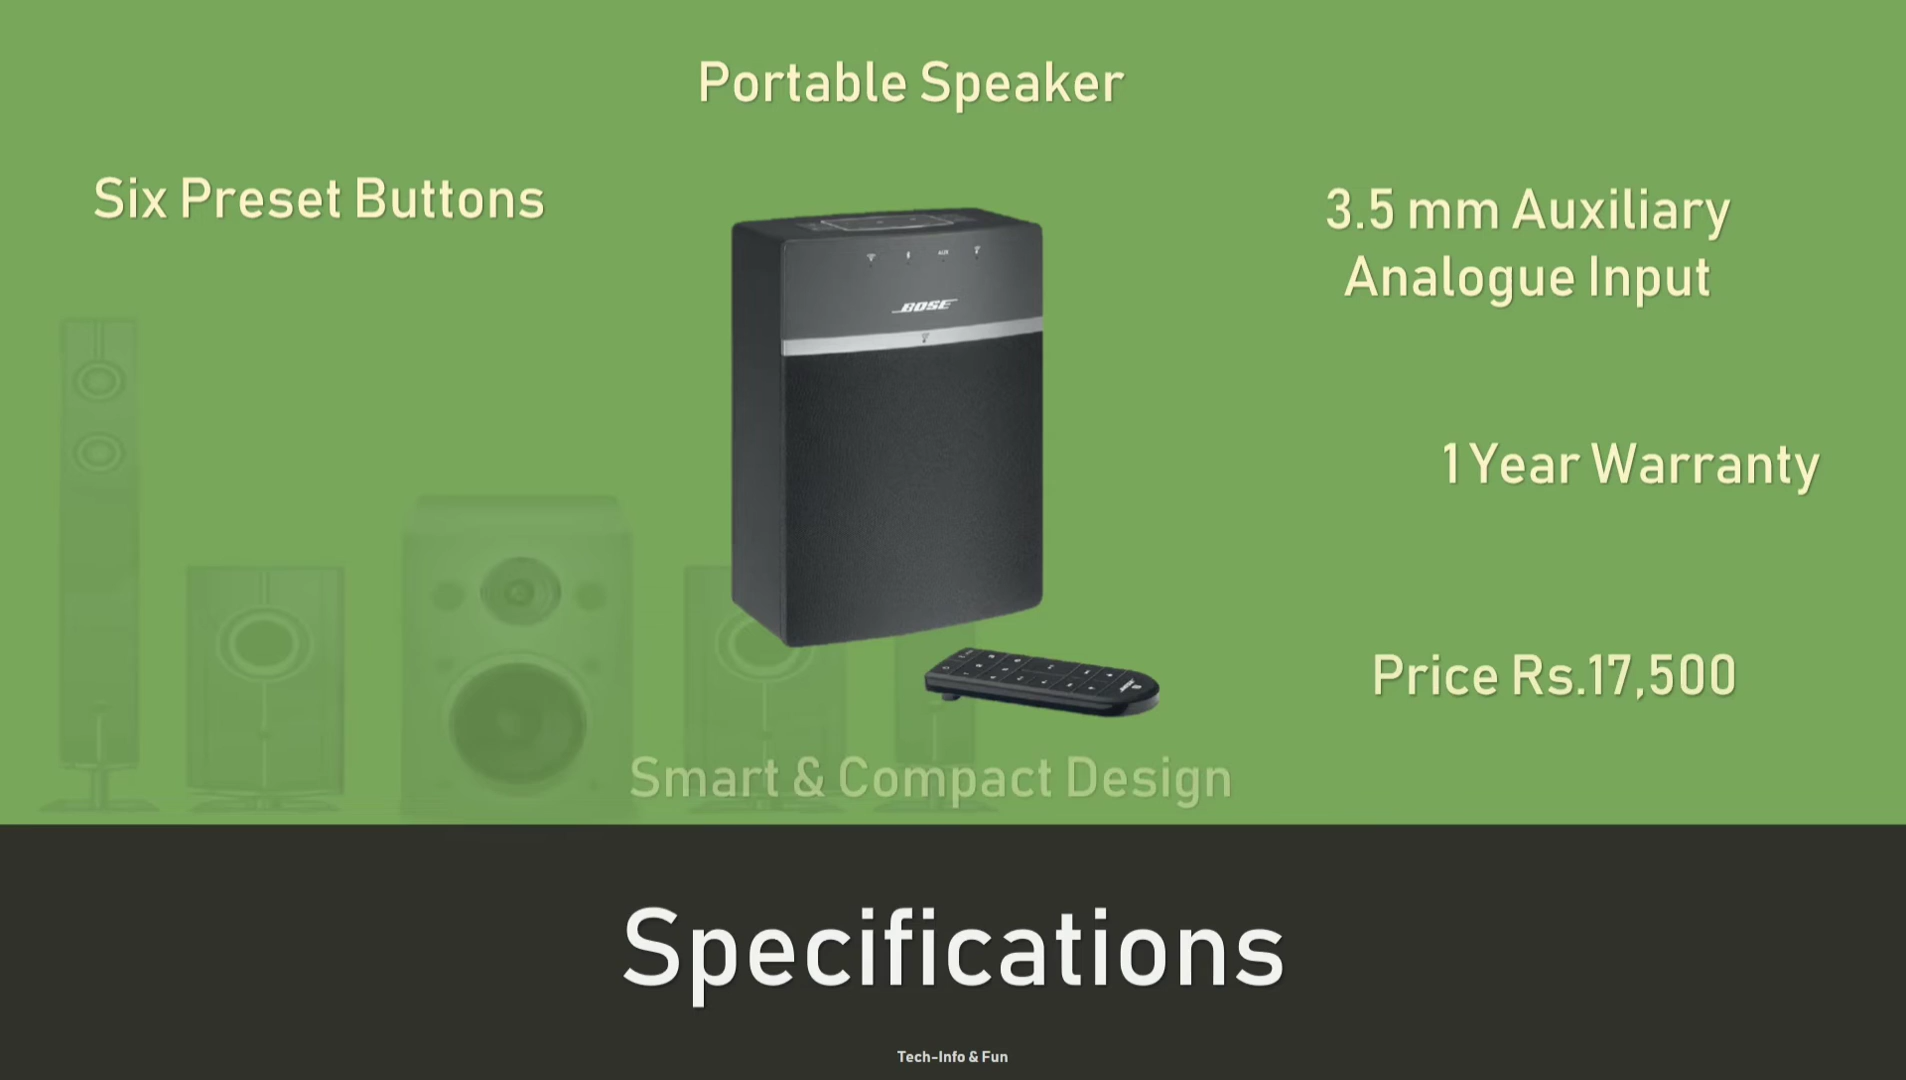 Portable Speaker
Six Preset Buttons
3.5 mm Auxiliary
Analogue Input
AUX
BOSE
1 Year Warranty
Price Rs.17,500
Smart & Compact Design
Specifications
Tech-Info & Fun